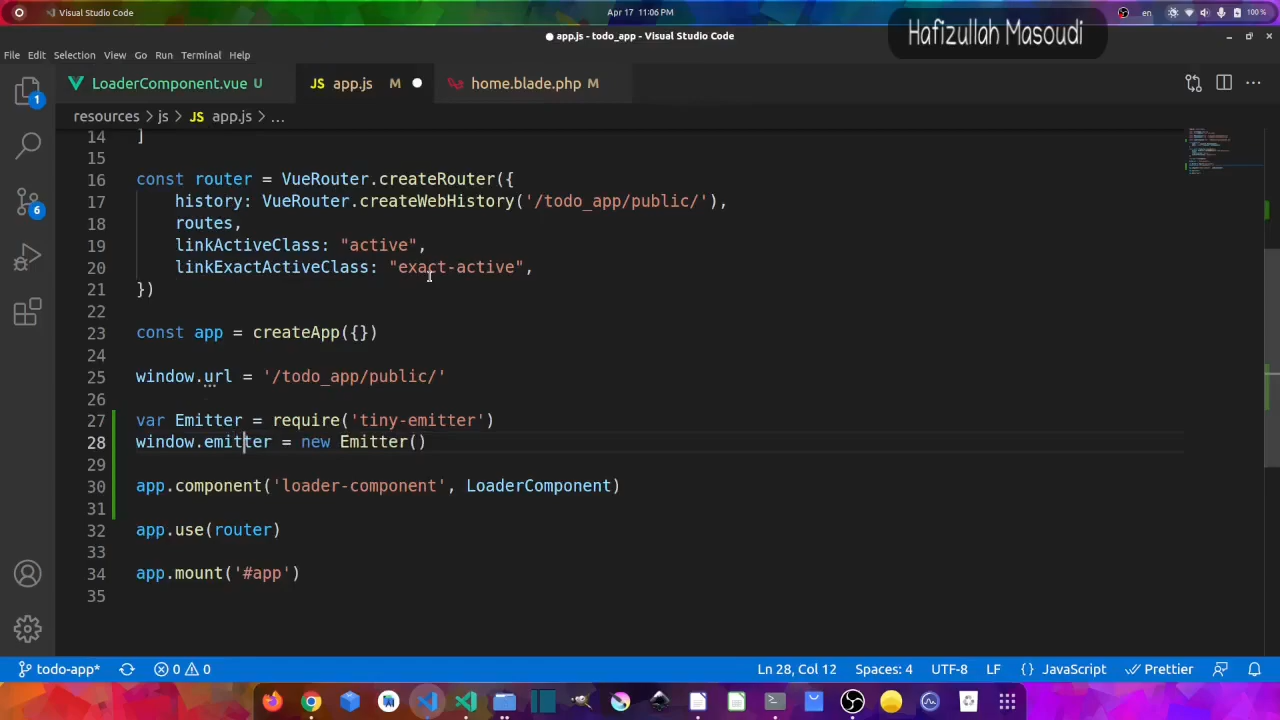 Visual Studio Code
Apr 17 11:06 PM
en
100 %
Hafizullah Masoudi
app.js - todo_app - Visual Studio Code
File Edit Selection View Go Run Terminal Help
LoaderComponent.vue U
JS app.js M
home.blade.php M
resources > js > JS app.js > ...
14 ]
15
16 const router = VueRouter.createRouter({
17 history: VueRouter.createWebHistory('/todo_app/public/'),
18 routes,
19 linkActiveClass: "active",
20 linkExactActiveClass: "exact-active",
21 })
22
23 const app = createApp({})
24
25 window.url = '/todo_app/public/'
26
27 var Emitter = require('tiny-emitter')
28 window.emitter = new Emitter()
29
30 app.component('loader-component', LoaderComponent)
31
32 app.use(router)
33
34 app.mount('#app')
35
1
6
todo-app* 0 0 Ln 28, Col 12 Spaces: 4 UTF-8 LF {} JavaScript Prettier